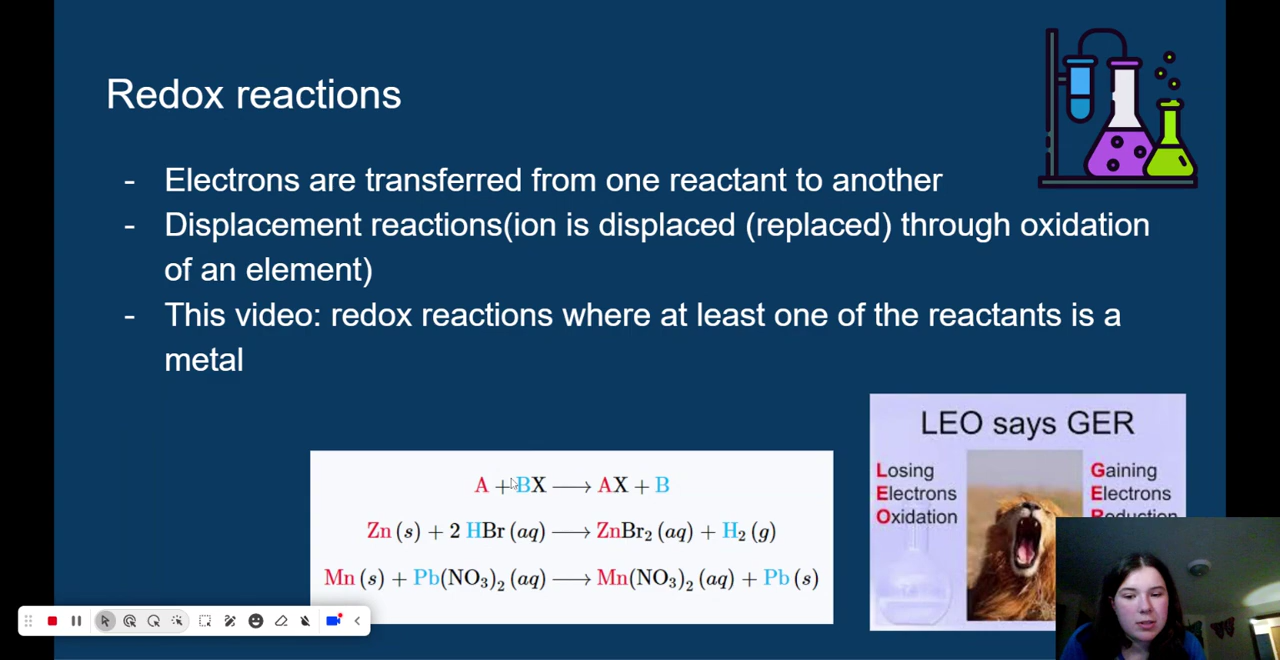 Redox reactions
- Electrons are transferred from one reactant to another
- Displacement reactions(ion is displaced (replaced) through oxidation
of an element)
- This video: redox reactions where at least one of the reactants is a
metal
A + BX ⟶ AX + B
Zn (s) + 2 HBr (aq) ⟶ ZnBr₂ (aq) + H₂ (g)
Mn (s) + Pb(NO₃)₂ (aq) ⟶ Mn(NO₃)₂ (aq) + Pb (s)
LEO says GER
Losing
Electrons
Oxidation
Gaining
Electrons
Reduction